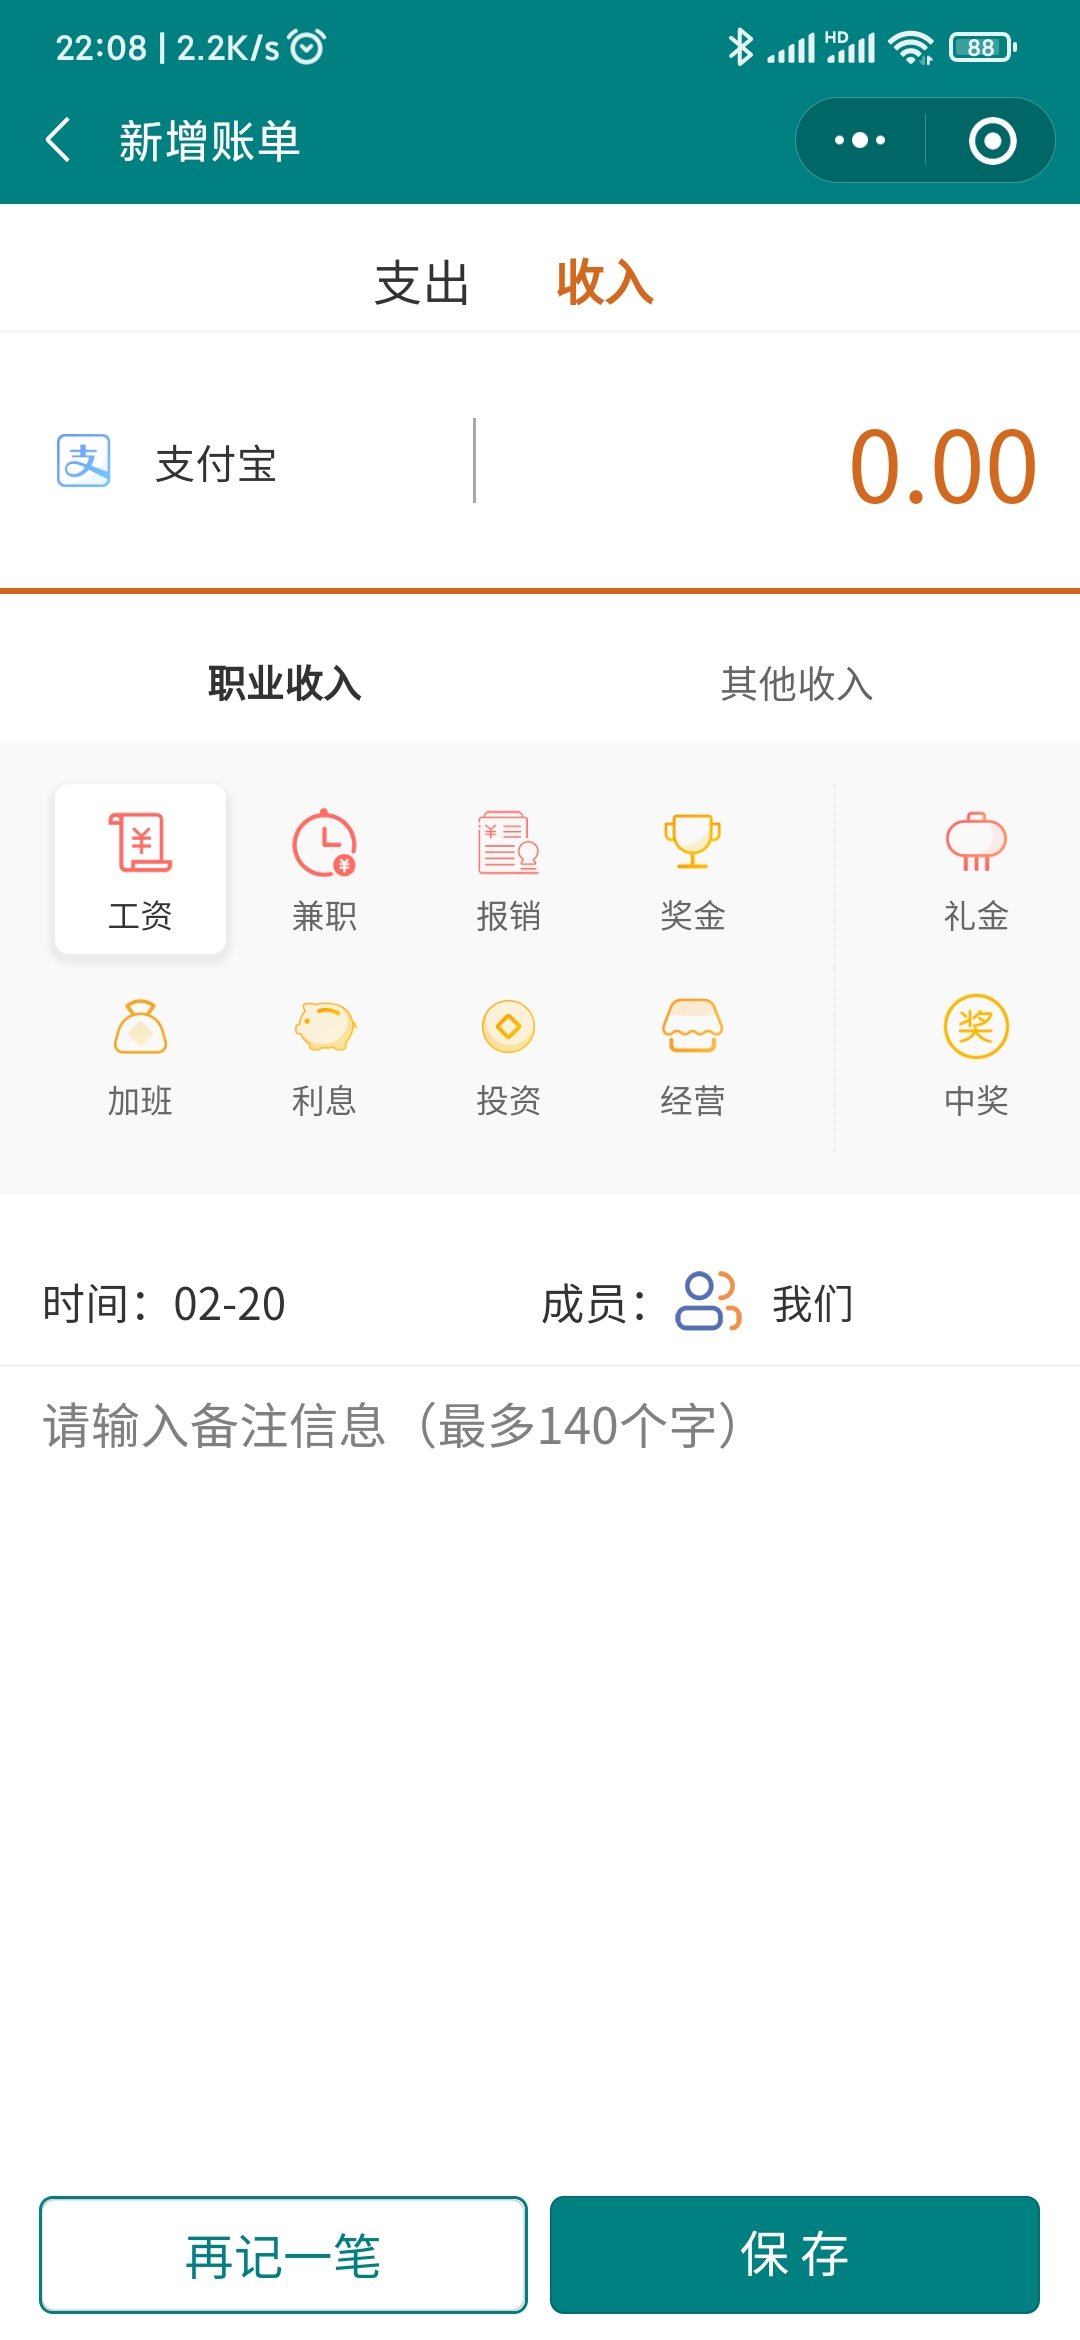 22:08 | 2.2K/s HD 88
新增账单
支出 收入
支 支付宝 0.00
职业收入 其他收入
工资 兼职 报销 奖金 礼金
奖
加班 利息 投资 经营 中奖
时间：02-20 成员： 我们
请输入备注信息（最多140个字）
再记一笔 保存